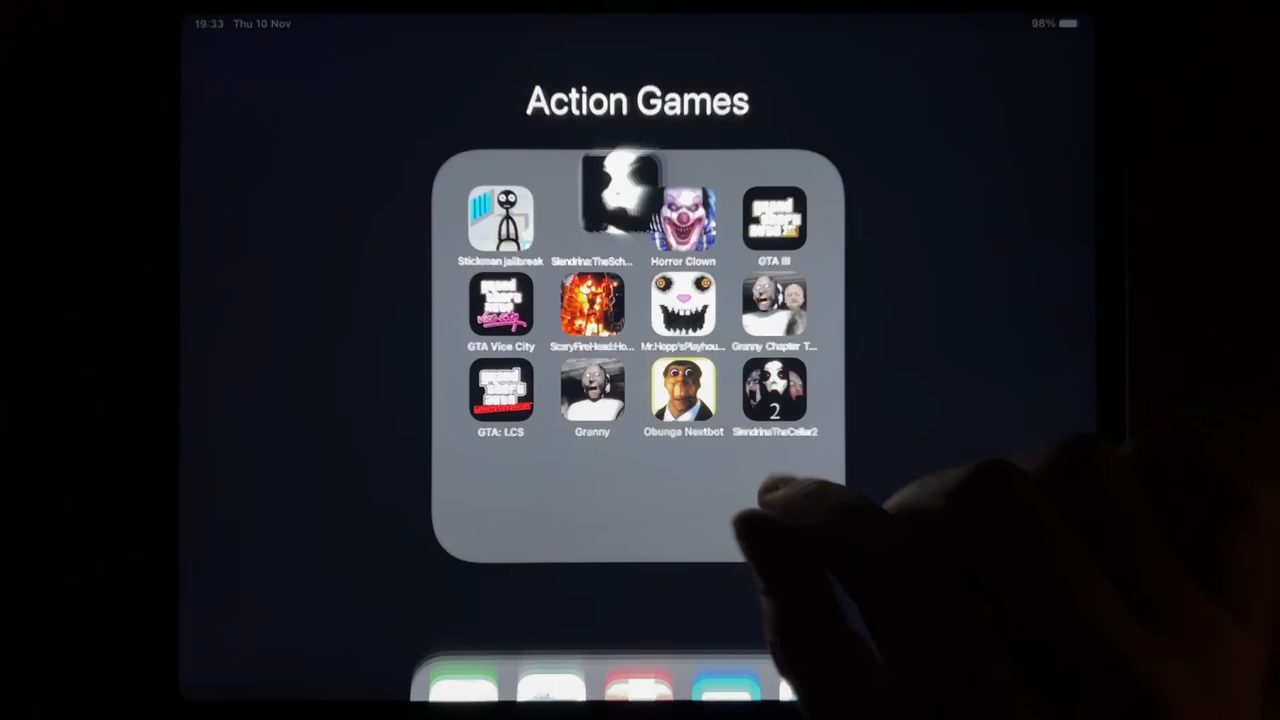 19:33 Thu 10 Nov
98%
Action Games
Stickman jailbreak
Slendrina:TheSch...
Horror Clown
GTA III
GTA Vice City
ScaryFireHead:Ho...
Mr.Hopp'sPlayhou...
Granny Chapter T...
2
GTA: LCS
Granny
Obunga Nextbot
SlendrinaTheCellar2